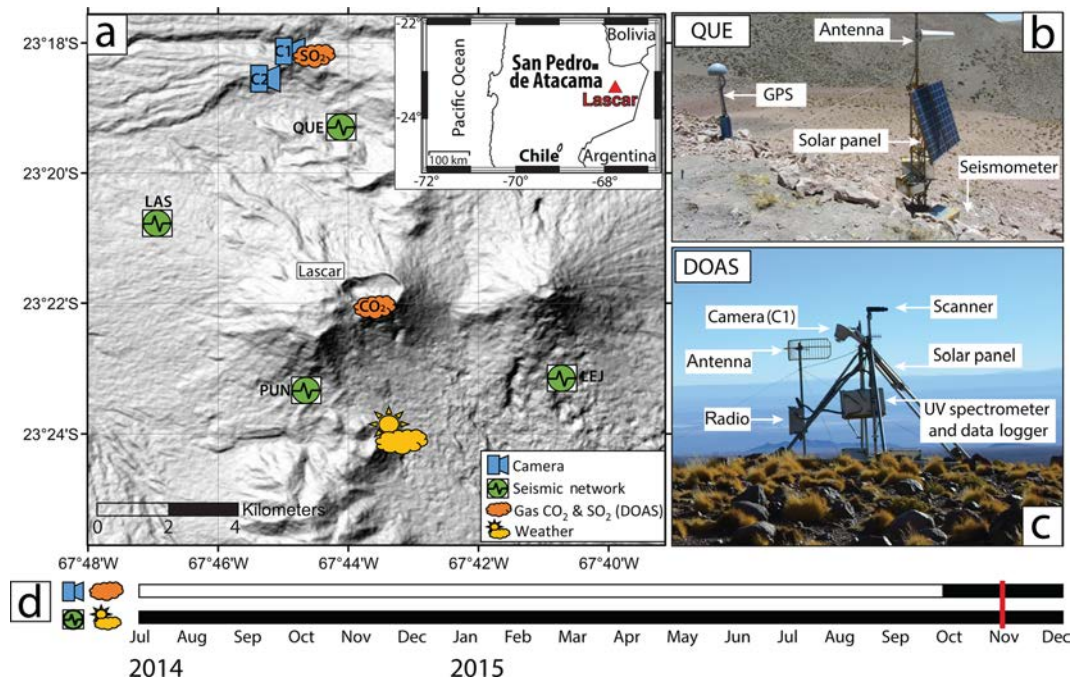 a
23°18'S
23°20'S
23°22'S
23°24'S
C1
SO₂
C2
QUE
LAS
Lascar
CO₂
PUN
LEJ
-22°
-24°
Pacific Ocean
Bolivia
San Pedro
de Atacama
Lascar
100 km
Chile
Argentina
-72°
-70°
-68°
Camera
Seismic network
Gas CO₂ & SO₂ (DOAS)
Weather
0 2 4 Kilometers
67°48'W
67°46'W
67°44'W
67°42'W
67°40'W
QUE
b
Antenna
GPS
Solar panel
Seismometer
DOAS
c
Scanner
Camera (C1)
Solar panel
Antenna
Radio
UV spectrometer
and data logger
d
Jul Aug Sep Oct Nov Dec Jan Feb Mar Apr May Jun Jul Aug Sep Oct Nov Dec
2014 2015